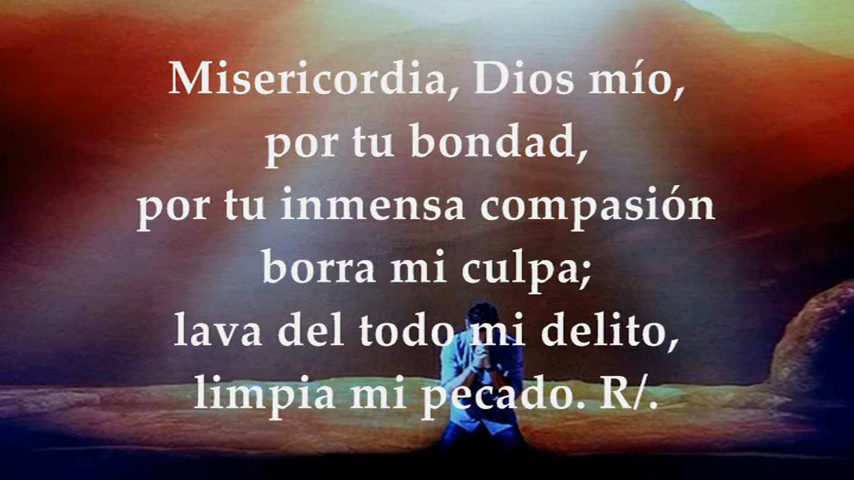 Misericordia, Dios mío,
por tu bondad,
por tu inmensa compasión
borra mi culpa;
lava del todo mi delito,
limpia mi pecado. R/.